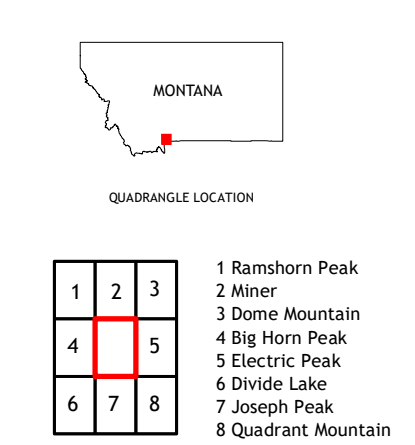 MONTANA
QUADRANGLE LOCATION
1 2 3
4 5
6 7 8
1 Ramshorn Peak
2 Miner
3 Dome Mountain
4 Big Horn Peak
5 Electric Peak
6 Divide Lake
7 Joseph Peak
8 Quadrant Mountain